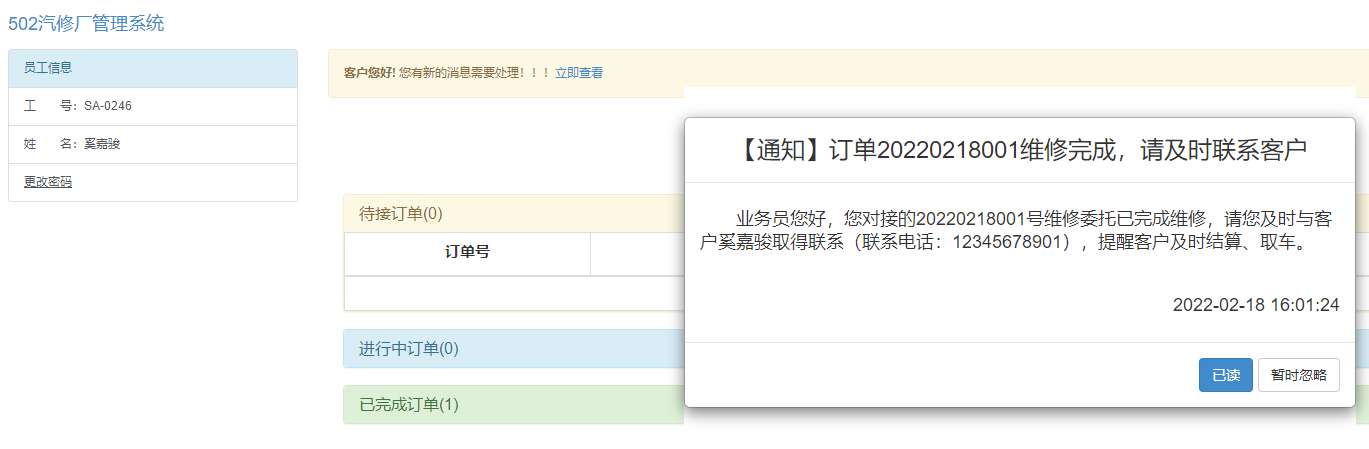 502汽修厂管理系统
员工信息
工 号：SA-0246
姓 名：奚嘉骏
更改密码
客户您好! 您有新的消息需要处理！！！立即查看
待接订单(0)
订单号
进行中订单(0)
已完成订单(1)
【通知】订单20220218001维修完成，请及时联系客户
业务员您好，您对接的20220218001号维修委托已完成维修，请您及时与客
户奚嘉骏取得联系（联系电话：12345678901），提醒客户及时结算、取车。
2022-02-18 16:01:24
已读
暂时忽略